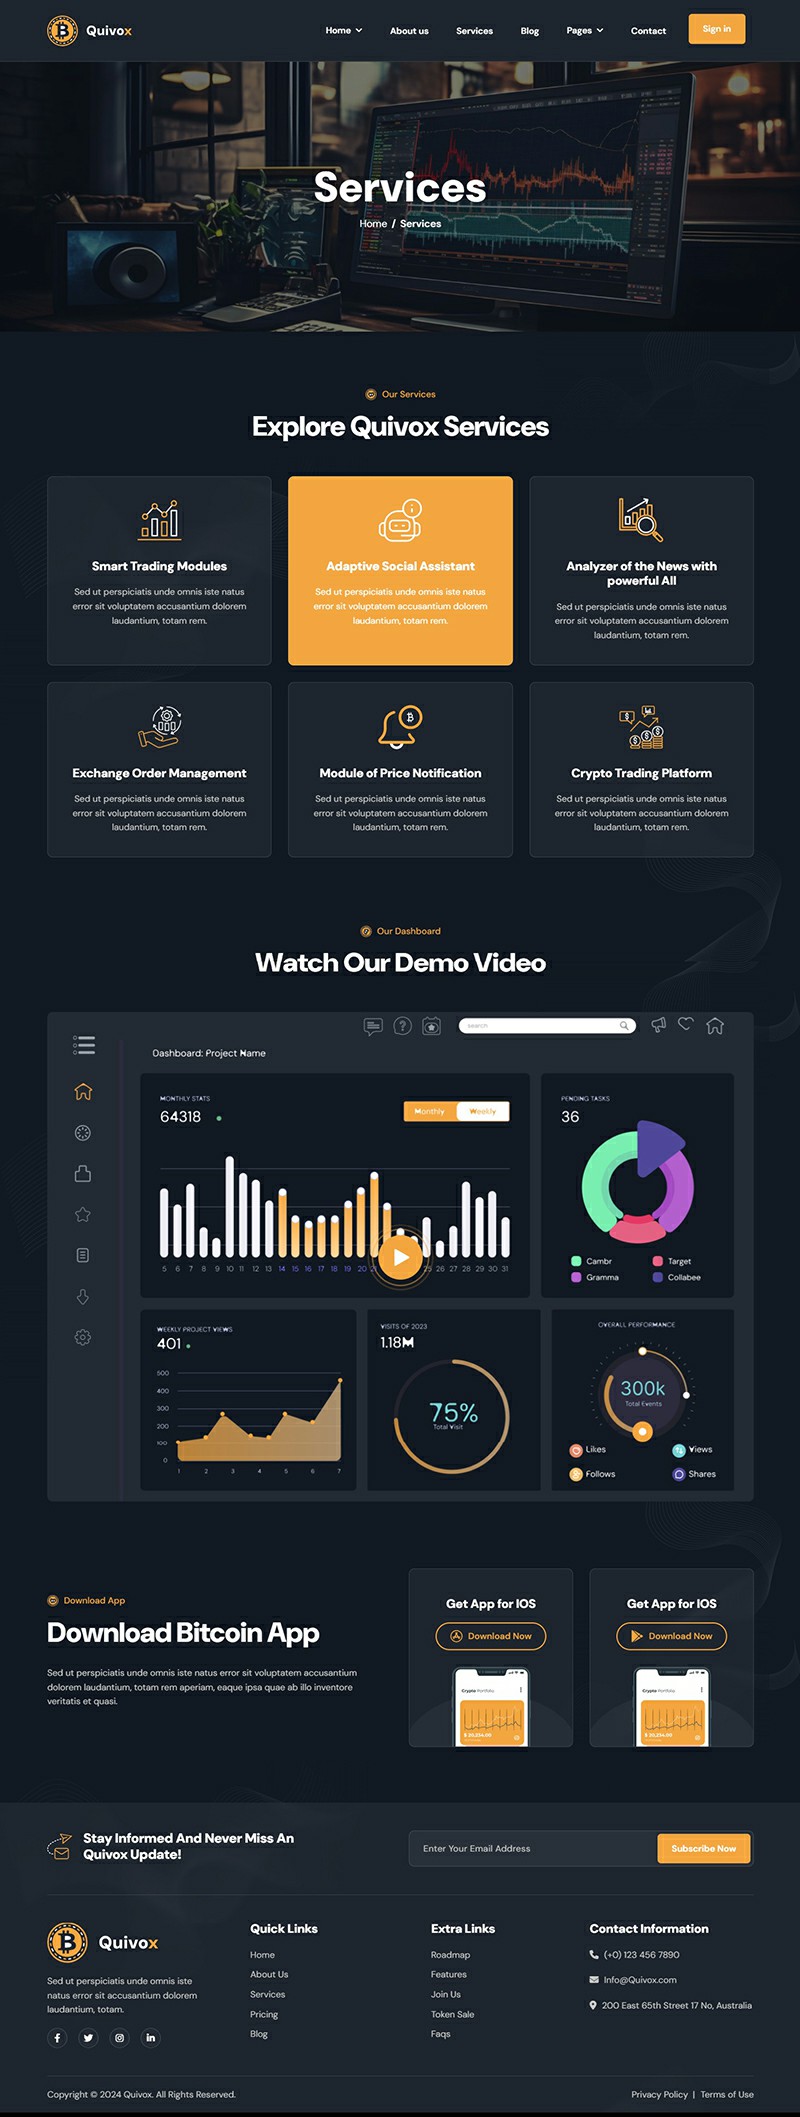 Quivox
Home
About us
Services
Blog
Pages
Contact
Sign in
Services
Home / Services
Our Services
Explore Quivox Services
Smart Trading Modules
Sed ut perspiciatis unde omnis iste natus
error sit voluptatem accusantium dolorem
laudantium, totam rem.
Adaptive Social Assistant
Sed ut perspiciatis unde omnis iste natus
error sit voluptatem accusantium dolorem
laudantium, totam rem.
Analyzer of the News with
powerful All
Sed ut perspiciatis unde omnis iste natus
error sit voluptatem accusantium dolorem
laudantium, totam rem.
Exchange Order Management
Sed ut perspiciatis unde omnis iste natus
error sit voluptatem accusantium dolorem
laudantium, totam rem.
Module of Price Notification
Sed ut perspiciatis unde omnis iste natus
error sit voluptatem accusantium dolorem
laudantium, totam rem.
Crypto Trading Platform
Sed ut perspiciatis unde omnis iste natus
error sit voluptatem accusantium dolorem
laudantium, totam rem.
Our Dashboard
Watch Our Demo Video
search
Dashboard: Project Name
MONTHLY STATS
64318
Monthly
Weekly
5 6 7 8 9 10 11 12 13 14 15 16 17 18 19 20 21 25 26 27 28 29 30 31
PENDING TASKS
36
Cambr
Target
Gramma
Collabee
WEEKLY PROJECT VIEWS
401
500
400
300
200
100
0
1 2 3 4 5 6 7
VISITS OF 2023
1.18M
75%
Total Visit
OVERALL PERFORMANCE
300k
Total Events
Likes
Views
Follows
Shares
Download App
Download Bitcoin App
Sed ut perspiciatis unde omnis iste natus error sit voluptatem accusantium
dolorem laudantium, totam rem aperiam, eaque ipsa quae ab illo inventore
veritatis et quasi.
Get App for IOS
Download Now
Crypto Portfolio
$ 20,234.00
Get App for IOS
Download Now
Crypto Portfolio
$ 20,234.00
Stay Informed And Never Miss An
Quivox Update!
Enter Your Email Address
Subscribe Now
Quivox
Sed ut perspiciatis unde omnis iste
natus error sit accusantium dolorem
laudantium, totam.
Quick Links
Home
About Us
Services
Pricing
Blog
Extra Links
Roadmap
Features
Join Us
Token Sale
Faqs
Contact Information
(+0) 123 456 7890
Info@Quivox.com
200 East 65th Street 17 No, Australia
Copyright © 2024 Quivox. All Rights Reserved.
Privacy Policy | Terms of Use